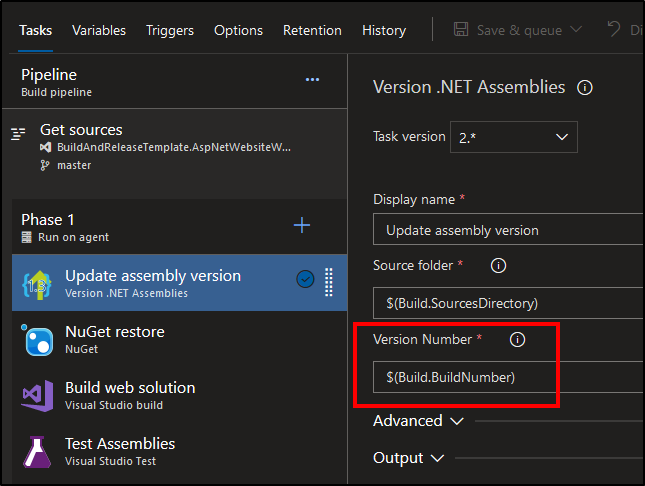 Tasks Variables Triggers Options Retention History Save & queue Di
Pipeline
Build pipeline
Get sources
BuildAndReleaseTemplate.AspNetWebsiteW...
master
Phase 1
Run on agent
1.3
Update assembly version
Version .NET Assemblies
NuGet restore
NuGet
Build web solution
Visual Studio build
Test Assemblies
Visual Studio Test
Version .NET Assemblies
Task version 2.*
Display name *
Update assembly version
Source folder *
$(Build.SourcesDirectory)
Version Number *
$(Build.BuildNumber)
Advanced
Output